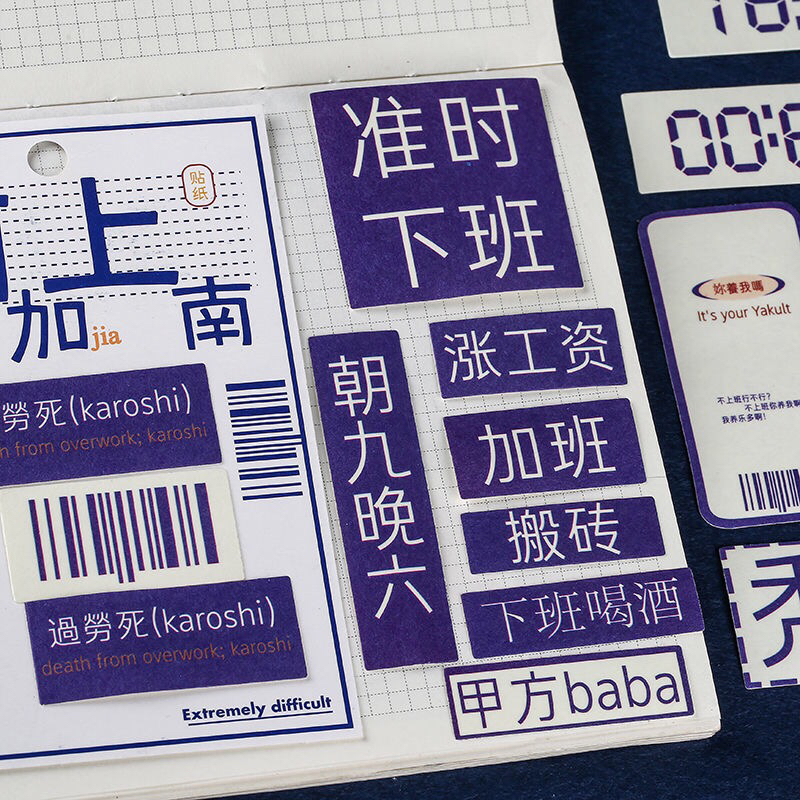 贴
纸
上
加 jia 南
勞死(karoshi)
from overwork; karoshi
過勞死(karoshi)
death from overwork; karoshi
Extremely difficult
准时
下班
朝九晚六
涨工资
加班
搬砖
下班喝酒
甲方baba
00:
妳養我嗎
It's your Yakult
不上班行不行?
不上班你养我啊
我养乐多啊!